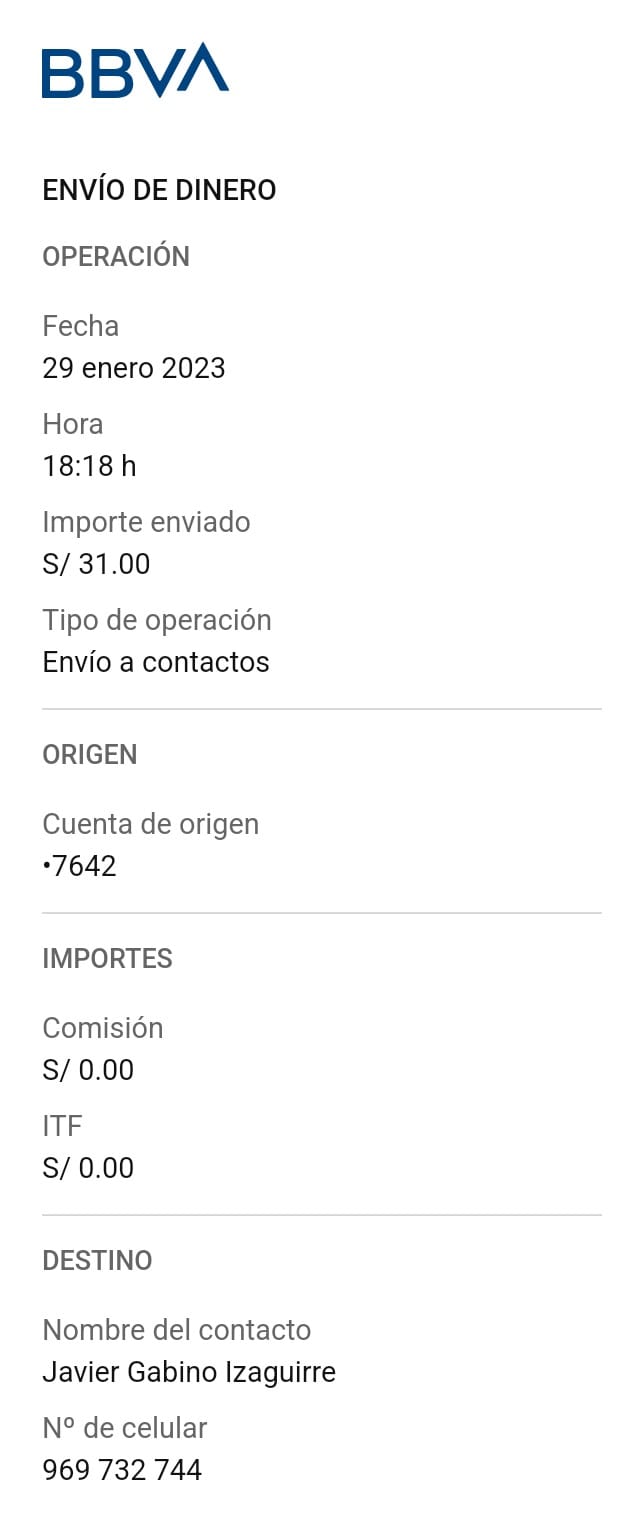 BBVA
ENVÍO DE DINERO
OPERACIÓN
Fecha
29 enero 2023
Hora
18:18 h
Importe enviado
S/ 31.00
Tipo de operación
Envío a contactos
ORIGEN
Cuenta de origen
•7642
IMPORTES
Comisión
S/ 0.00
ITF
S/ 0.00
DESTINO
Nombre del contacto
Javier Gabino Izaguirre
Nº de celular
969 732 744